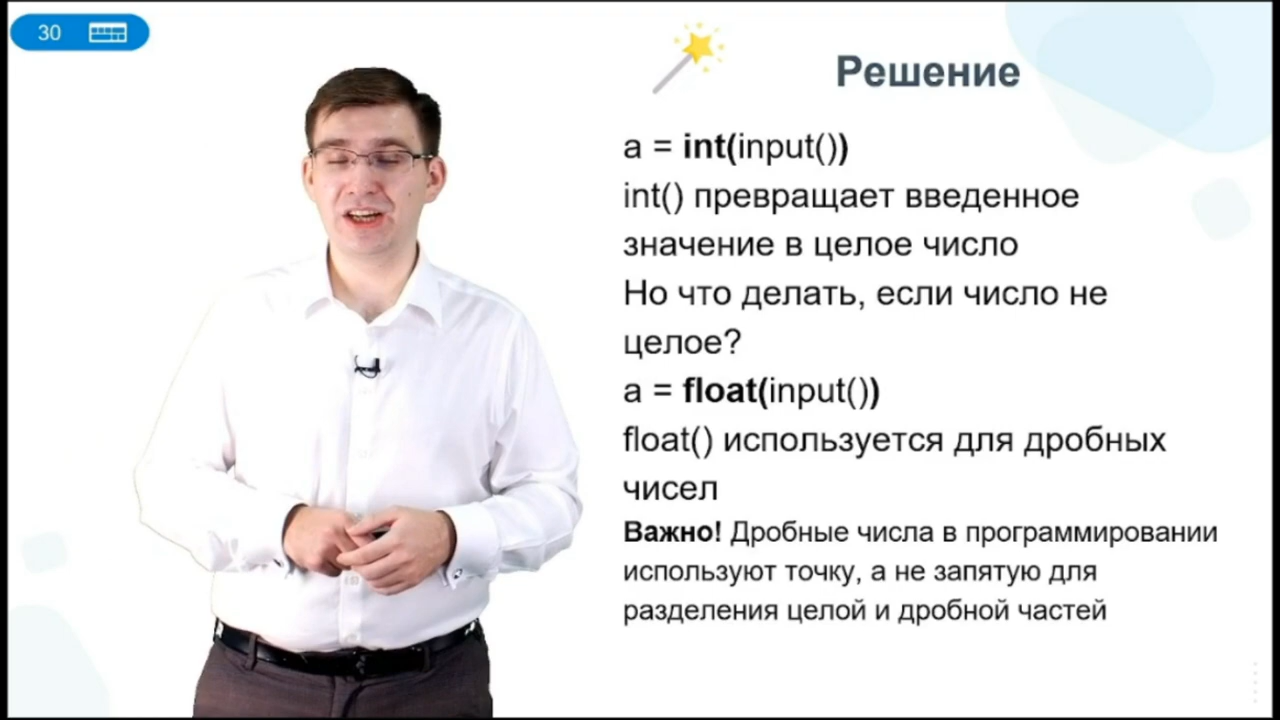 30
Решение
a = int(input())
int() превращает введенное
значение в целое число
Но что делать, если число не
целое?
a = float(input())
float() используется для дробных
чисел
Важно! Дробные числа в программировании
используют точку, а не запятую для
разделения целой и дробной частей